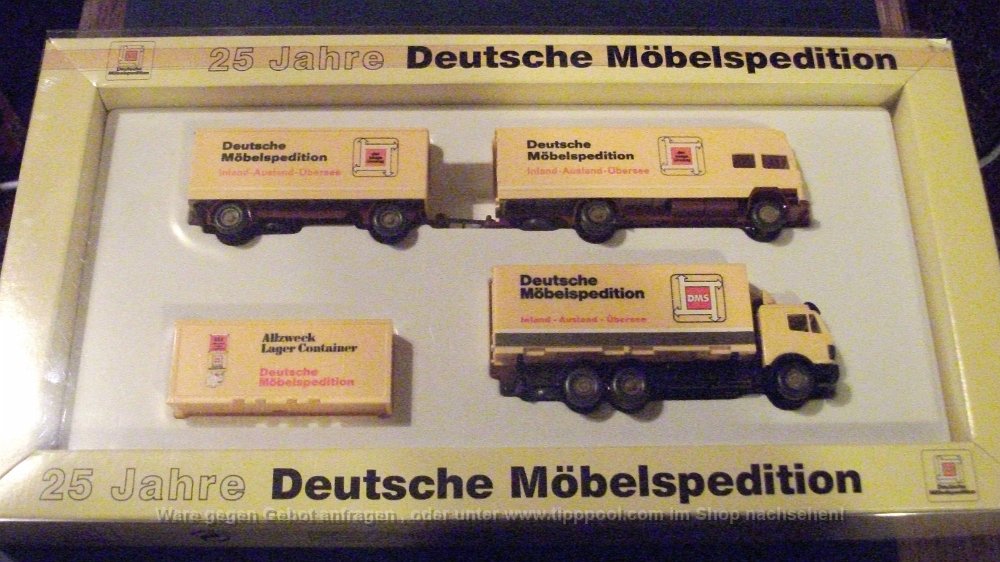 25 Jahre Deutsche Möbelspedition
Deutsche
Möbelspedition
Inland-Ausland-Übersee
Deutsche
Möbelspedition
Inland-Ausland-Übersee
Deutsche
Möbelspedition
Inland - Ausland - Übersee
DMS
Allzweck
Lager Container
Deutsche
Möbelspedition
25 Jahre Deutsche Möbelspedition
Ware gegen Gebot anfragen , oder unter www.tipppool.com im Shop nachsehen!